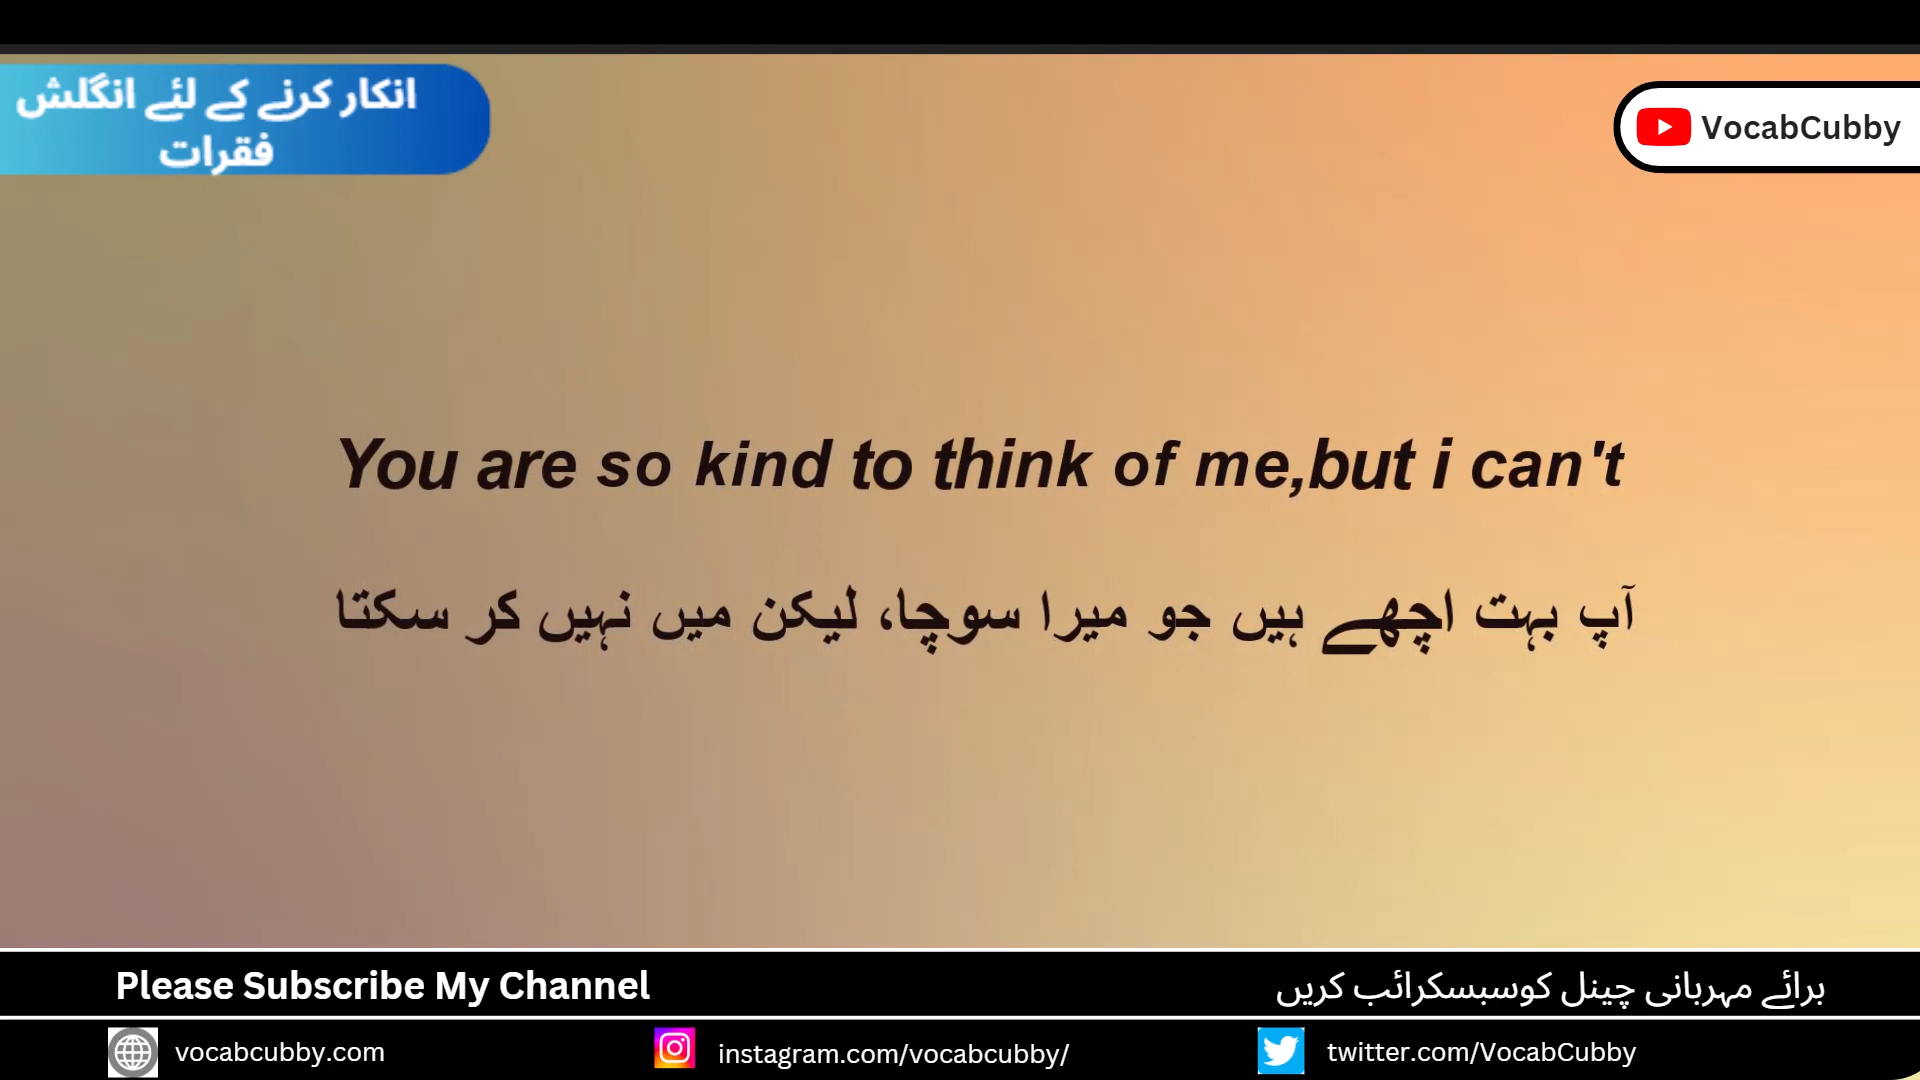 انکار کرنے کے لئے انگلش
فقرات
VocabCubby
You are so kind to think of me,but i can't
آپ بہت اچھے ہیں جو میرا سوچا، لیکن میں نہیں کر سکتا
Please Subscribe My Channel
برائے مہربانی چینل کوسبسکرائب کریں
vocabcubby.com
instagram.com/vocabcubby/
twitter.com/VocabCubby